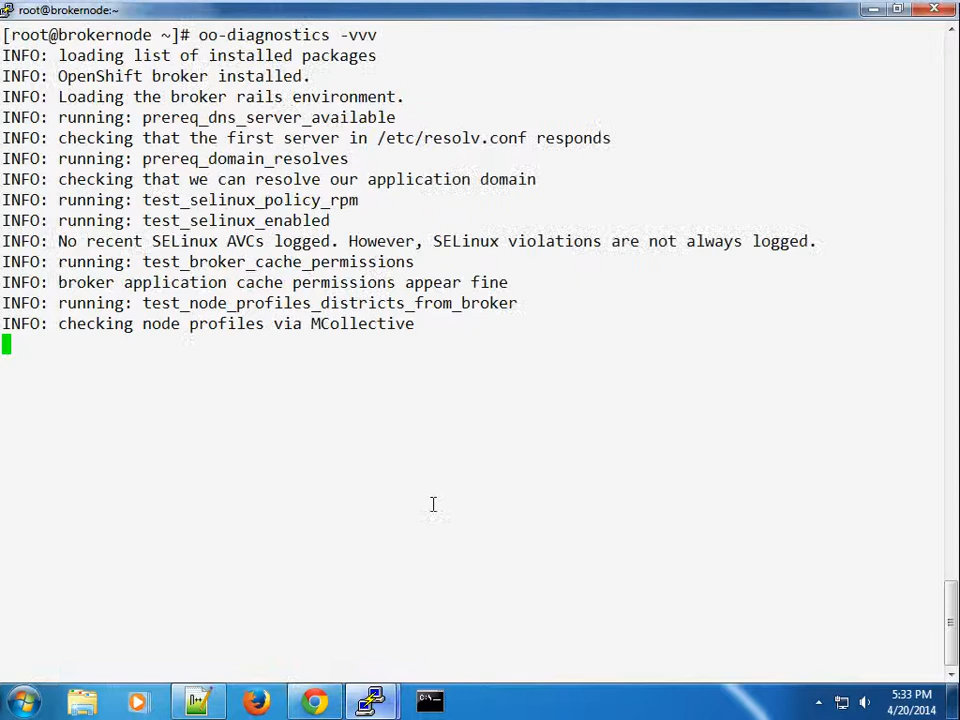 root@brokernode:~
[root@brokernode ~]# oo-diagnostics -vvv
INFO: loading list of installed packages
INFO: OpenShift broker installed.
INFO: Loading the broker rails environment.
INFO: running: prereq_dns_server_available
INFO: checking that the first server in /etc/resolv.conf responds
INFO: running: prereq_domain_resolves
INFO: checking that we can resolve our application domain
INFO: running: test_selinux_policy_rpm
INFO: running: test_selinux_enabled
INFO: No recent SELinux AVCs logged. However, SELinux violations are not always logged.
INFO: running: test_broker_cache_permissions
INFO: broker application cache permissions appear fine
INFO: running: test_node_profiles_districts_from_broker
INFO: checking node profiles via MCollective
5:33 PM
4/20/2014